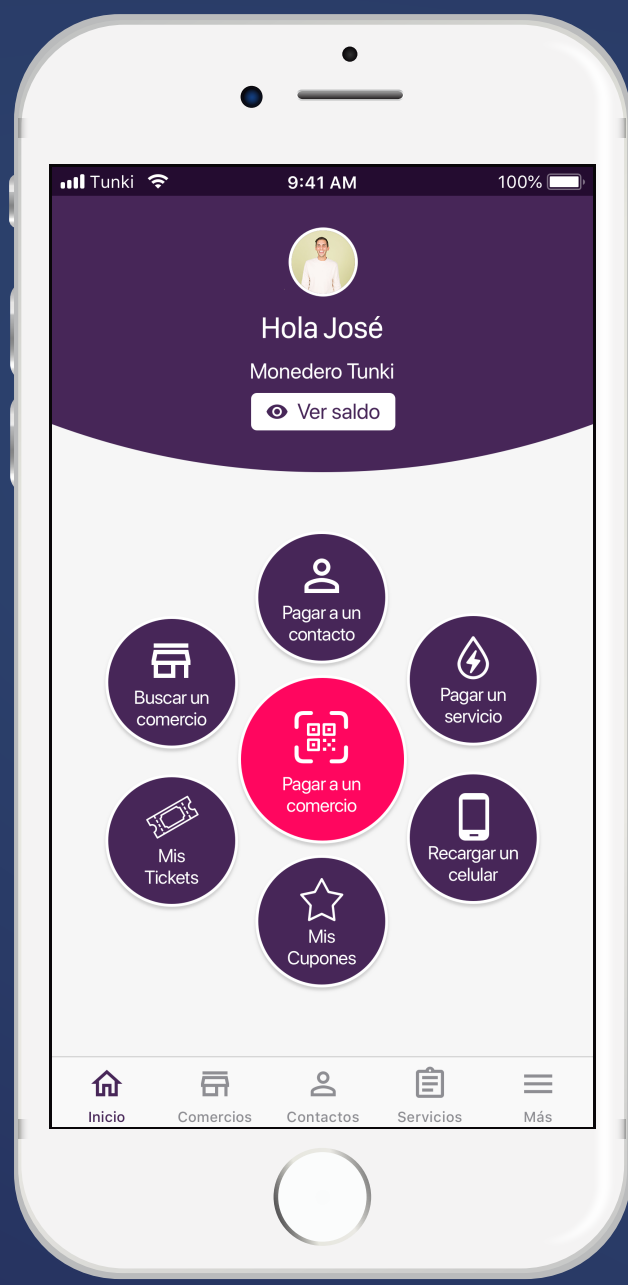 Tunki 9:41 AM 100%
Hola José
Monedero Tunki
Ver saldo
Pagar a un
contacto
Buscar un
comercio
Pagar un
servicio
Pagar a un
comercio
Mis
Tickets
Recargar un
celular
Mis
Cupones
Inicio Comercios Contactos Servicios Más